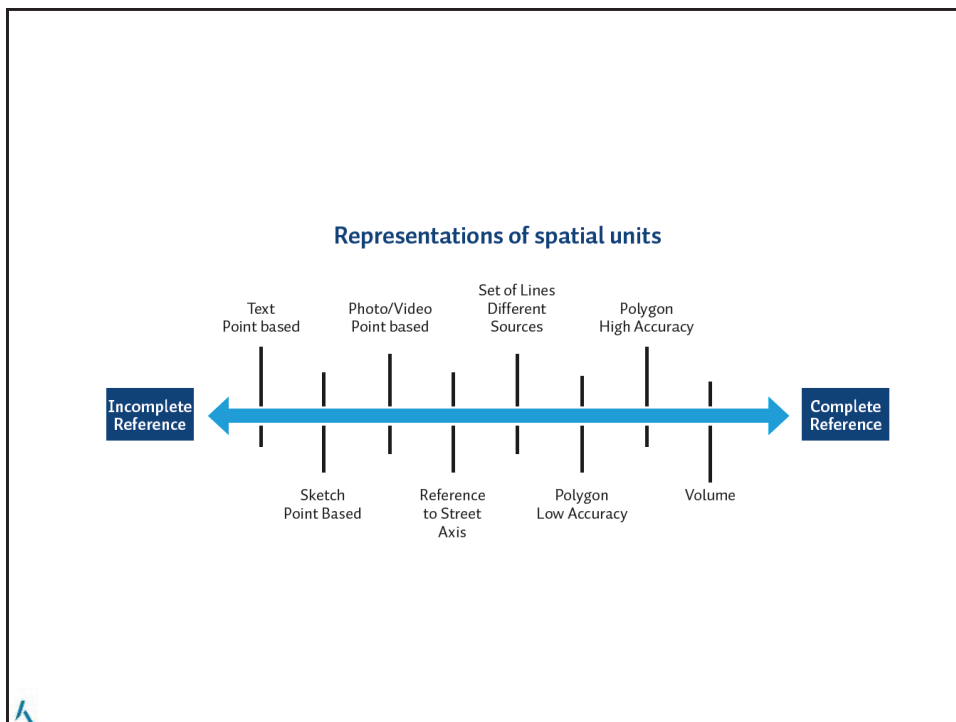 Representations of spatial units
Set of Lines
Different
Sources
Text
Point based
Photo/Video
Point based
Polygon
High Accuracy
Incomplete
Reference
Complete
Reference
Sketch
Point Based
Reference
to Street
Axis
Polygon
Low Accuracy
Volume